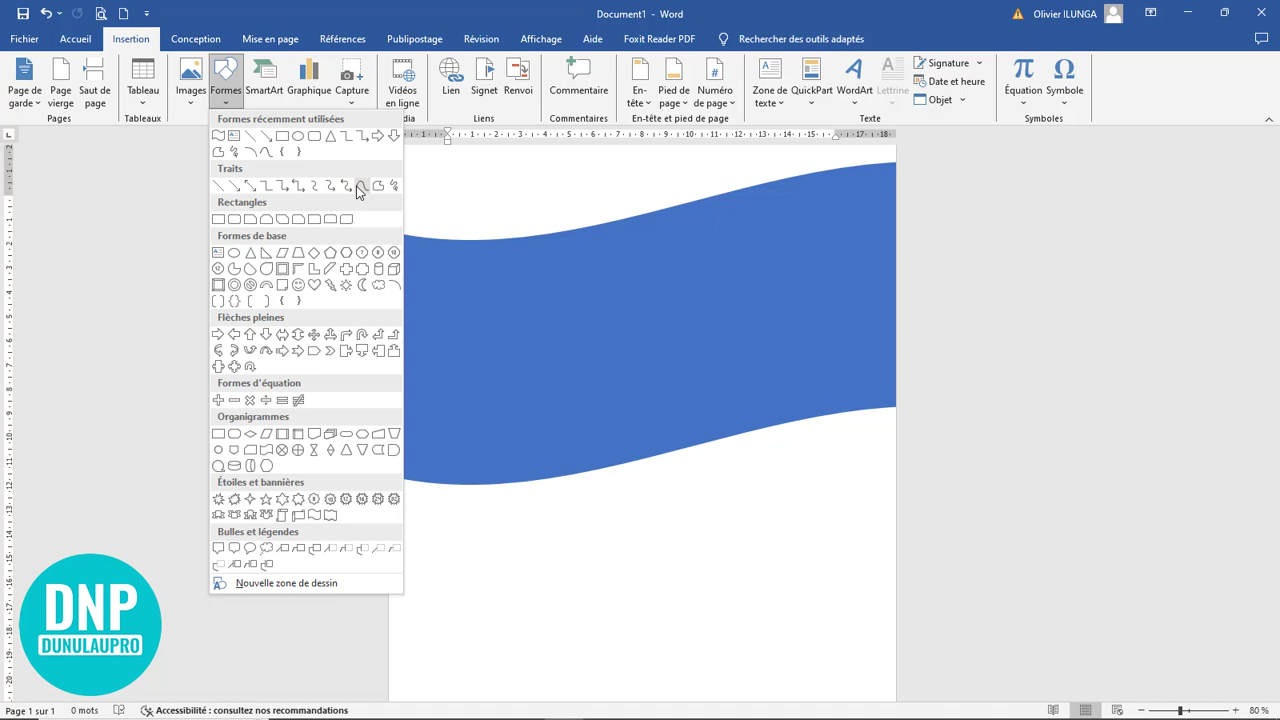 Document1 - Word
Olivier ILUNGA
Fichier Accueil Insertion Conception Mise en page Références Publipostage Révision Affichage Aide Foxit Reader PDF Rechercher des outils adaptés
Page de garde
Page vierge
Saut de page
Tableau
Images
Formes
SmartArt
Graphique
Capture
Vidéos en ligne
Lien
Signet
Renvoi
Commentaire
En-tête
Pied de page
Numéro de page
Zone de texte
QuickPart
WordArt
Lettrine
Signature
Date et heure
Objet
Équation
Symbole
Pages Tableaux Liens Commentaires En-tête et pied de page Texte Symboles
Formes récemment utilisées
Traits
Rectangles
Formes de base
Flèches pleines
Formes d'équation
Organigrammes
Étoiles et bannières
Bulles et légendes
Nouvelle zone de dessin
DNP
DUNULAUPRO
Page 1 sur 1 0 mots Accessibilité : consultez nos recommandations 80 %